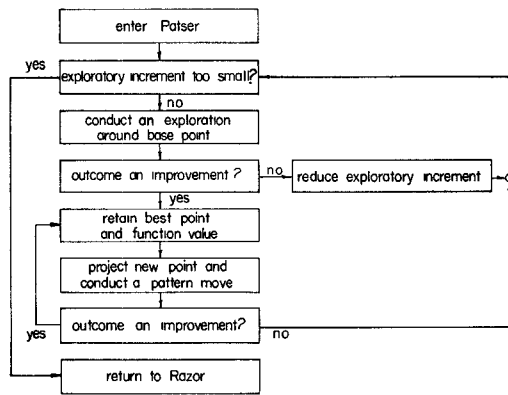 enter Patser
yes
exploratory increment too small?
no
conduct an exploration
around base point
outcome an improvement?
no
reduce exploratory increment
yes
retain best point
and function value
project new point and
conduct a pattern move
outcome an improvement?
yes
no
return to Razor